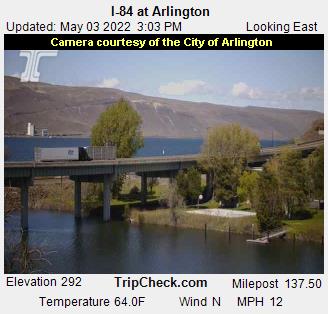 I-84 at Arlington
Updated: May 03 2022 3:03 PM Looking East
Camera courtesy of the City of Arlington
Elevation 292 TripCheck.com Milepost 137.50
Temperature 64.0F Wind N MPH 12